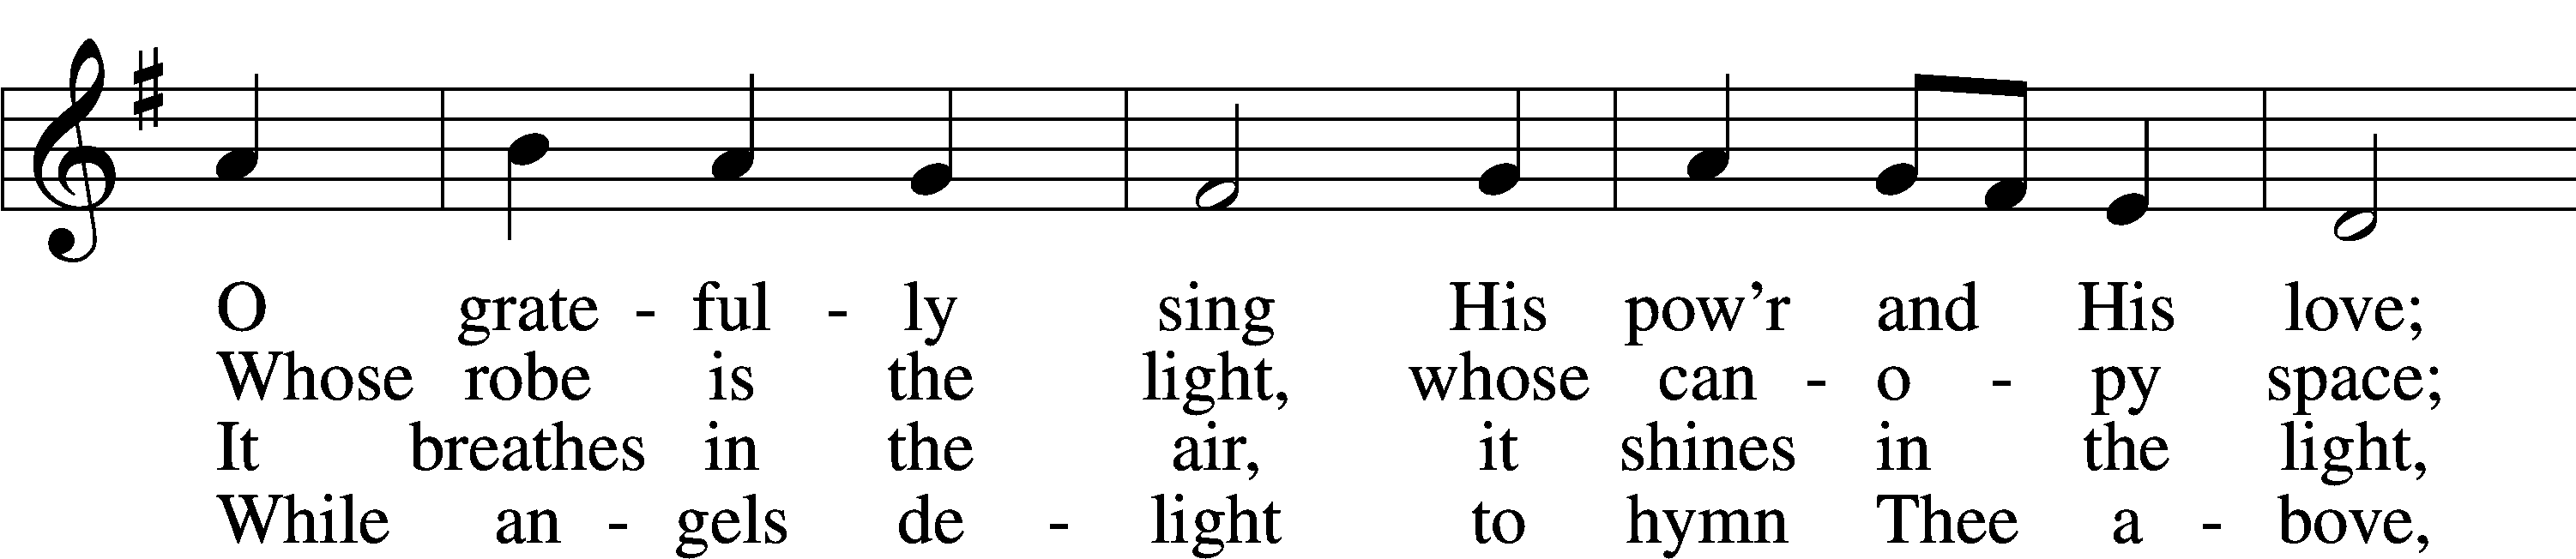 O grate - ful - ly sing His pow’r and His love;
Whose robe is the light, whose can - o - py space;
It breathes in the air, it shines in the light,
While an - gels de - light to hymn Thee a - bove,